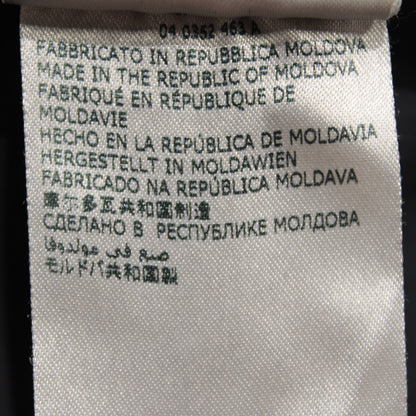 04 0352 463 A
FABBRICATO IN REPUBBLICA MOLDOVA
MADE IN THE REPUBLIC OF MOLDOVA
FABRIQUÉ EN RÉPUBLIQUE DE
MOLDAVIE
HECHO EN LA REPÚBLICA DE MOLDAVIA
HERGESTELLT IN MOLDAWIEN
FABRICADO NA REPÚBLICA MOLDAVA
摩尔多瓦共和国制造
СДЕЛАНО В РЕСПУБЛИКЕ МОЛДОВА
صنع في مولدوفا
モルドバ共和国製